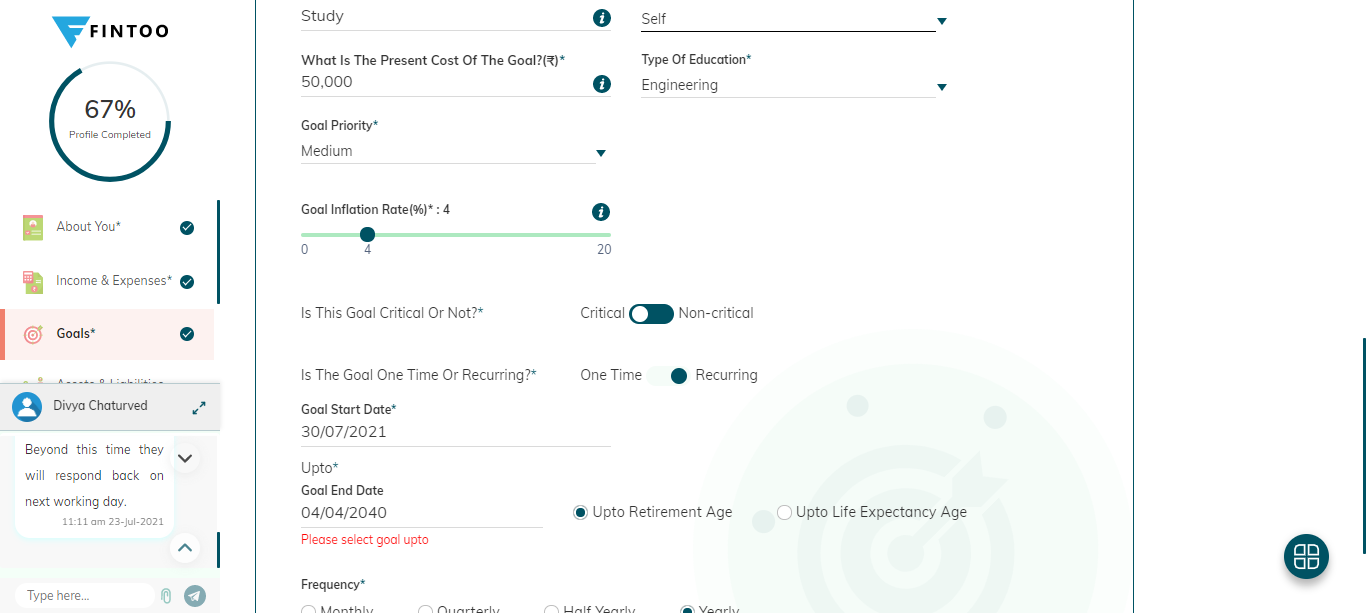 FINTOO
67%
Profile Completed
About You*
Income & Expenses*
Goals*
Assets & Liabilities
Divya Chaturved
Beyond this time they
will respond back on
next working day.
11:11 am 23-Jul-2021
Type here...
Study
Self
What Is The Present Cost Of The Goal?(₹)*
50,000
Type Of Education*
Engineering
Goal Priority*
Medium
Goal Inflation Rate(%)* : 4
0 4 20
Is This Goal Critical Or Not?* Critical Non-critical
Is The Goal One Time Or Recurring?* One Time Recurring
Goal Start Date*
30/07/2021
Upto*
Goal End Date
04/04/2040
Upto Retirement Age Upto Life Expectancy Age
Please select goal upto
Frequency*
Monthly Quarterly Half Yearly Yearly